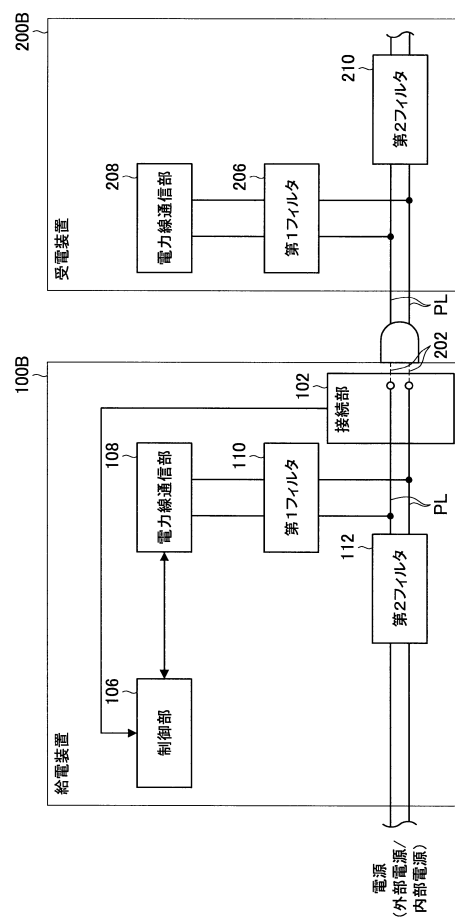 給電装置
100B
制御部
106
電力線通信部
108
第1フィルタ
110
第2フィルタ
112
接続部
102
PL
電源
(外部電源/
内部電源)
受電装置
200B
電力線通信部
208
第1フィルタ
206
第2フィルタ
210
PL
202